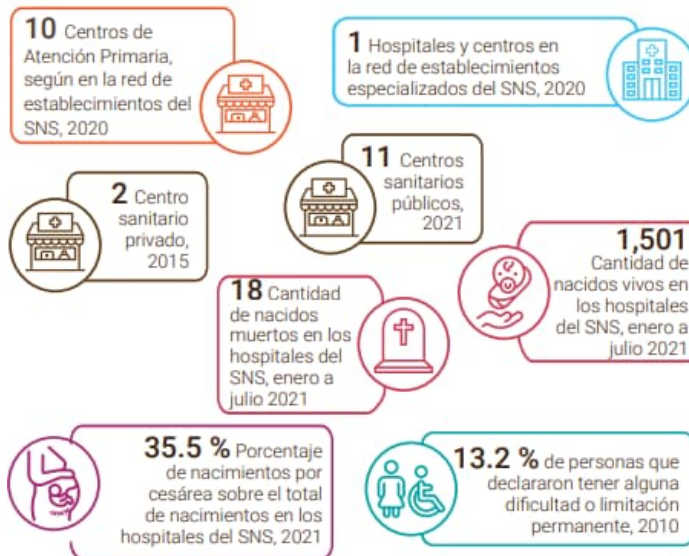 10 Centros de
Atención Primaria,
según en la red de
establecimientos del
SNS, 2020
1 Hospitales y centros en
la red de establecimientos
especializados del SNS, 2020
2 Centro
sanitario
privado,
2015
11 Centros
sanitarios
públicos,
2021
18 Cantidad
de nacidos
muertos en los
hospitales del
SNS, enero a
julio 2021
1,501
Cantidad de
nacidos vivos en
los hospitales
del SNS, enero a
julio 2021
35.5 % Porcentaje
de nacimientos por
cesárea sobre el total
de nacimientos en los
hospitales del SNS, 2021
13.2 % de personas que
declararon tener alguna
dificultad o limitación
permanente, 2010